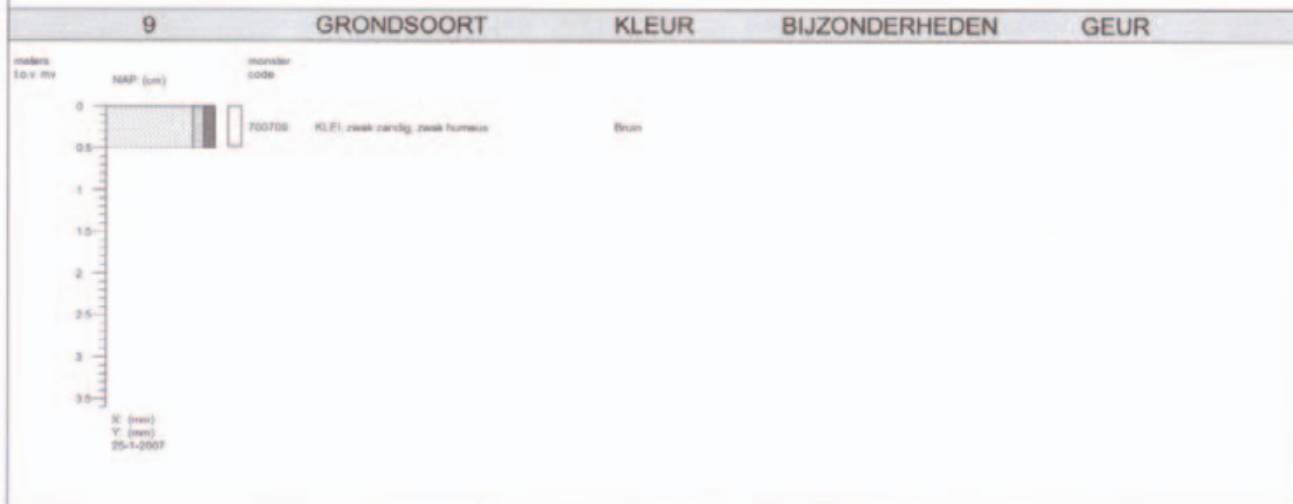 9 GRONDSOORT KLEUR BIJZONDERHEDEN GEUR
meters monster
t.o.v. mv NAP: (cm) code
0
700709 KLEI, zwak zandig, zwak humeus Bruin
0.5
1
1.5
2
2.5
3
3.5
X: (mm)
Y: (mm)
25-1-2007